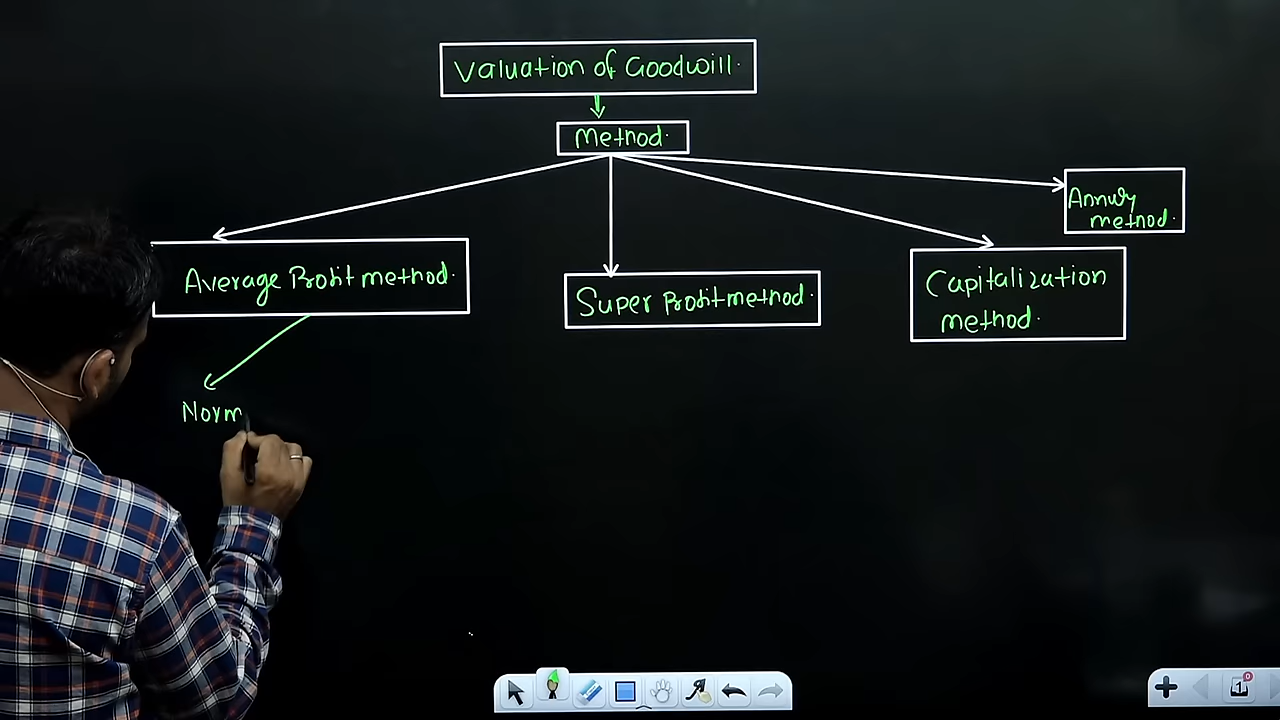 Valuation of Goodwill.
Method.
Annuity
method.
Average Profit method.
Super Profit method.
Capitalization
method.
Norm